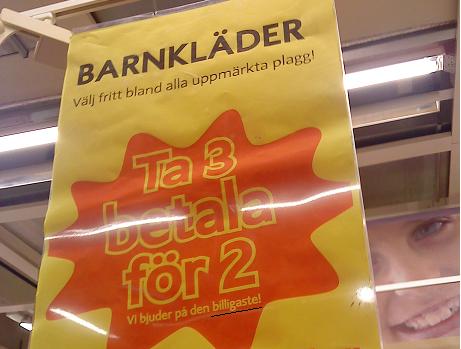 BARNKLÄDER
Välj fritt bland alla uppmärkta plagg!
Ta 3
betala
för 2
Vi bjuder på den billigaste!